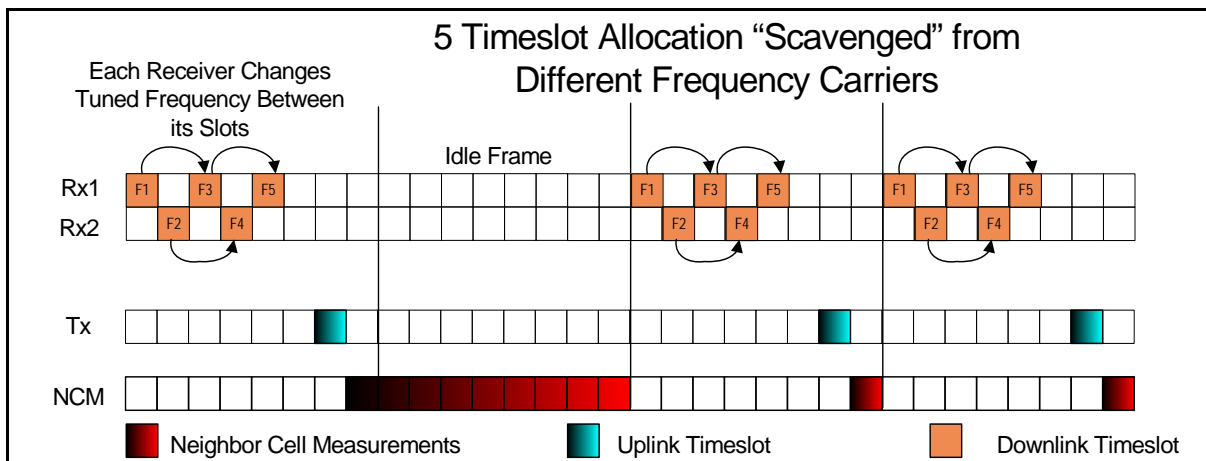 5 Timeslot Allocation “Scavenged” from
Different Frequency Carriers
Each Receiver Changes
Tuned Frequency Between
its Slots
Idle Frame
Rx1
F1 F3 F5 F1 F3 F5 F1 F3 F5
Rx2
F2 F4 F2 F4 F2 F4
Tx
NCM
Neighbor Cell Measurements
Uplink Timeslot
Downlink Timeslot